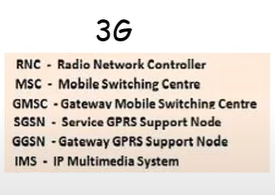 3G
RNC - Radio Network Controller
MSC - Mobile Switching Centre
GMSC - Gateway Mobile Switching Centre
SGSN - Service GPRS Support Node
GGSN - Gateway GPRS Support Node
IMS - IP Multimedia System